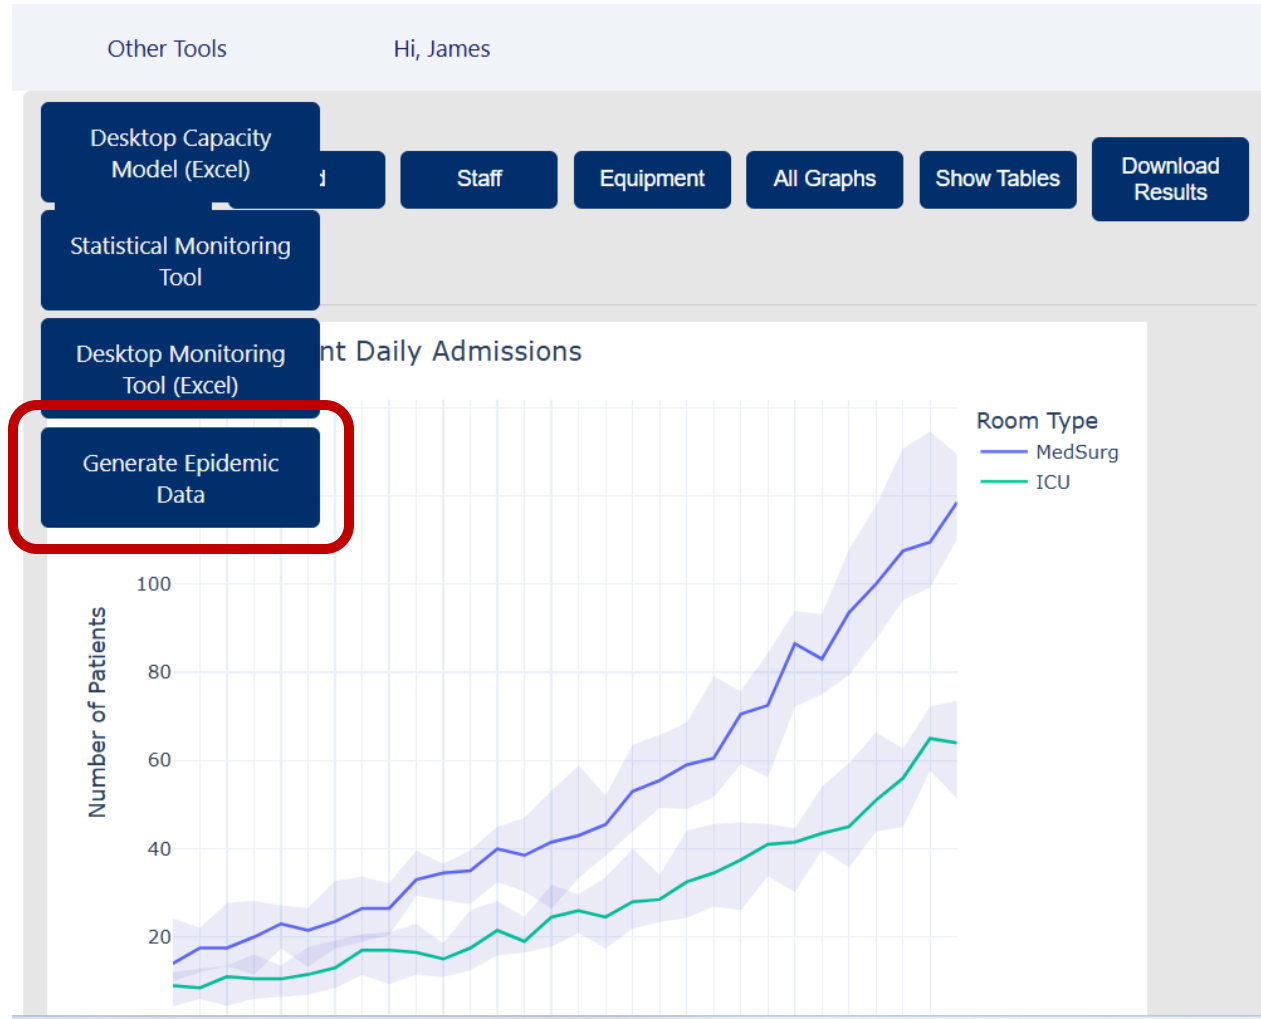 Other Tools
Hi, James
Desktop Capacity
Model (Excel)
Staff
Equipment
All Graphs
Show Tables
Download
Results
Statistical Monitoring
Tool
Desktop Monitoring
Tool (Excel)
Generate Epidemic
Data
nt Daily Admissions
Room Type
MedSurg
ICU
Number of Patients
100
80
60
40
20